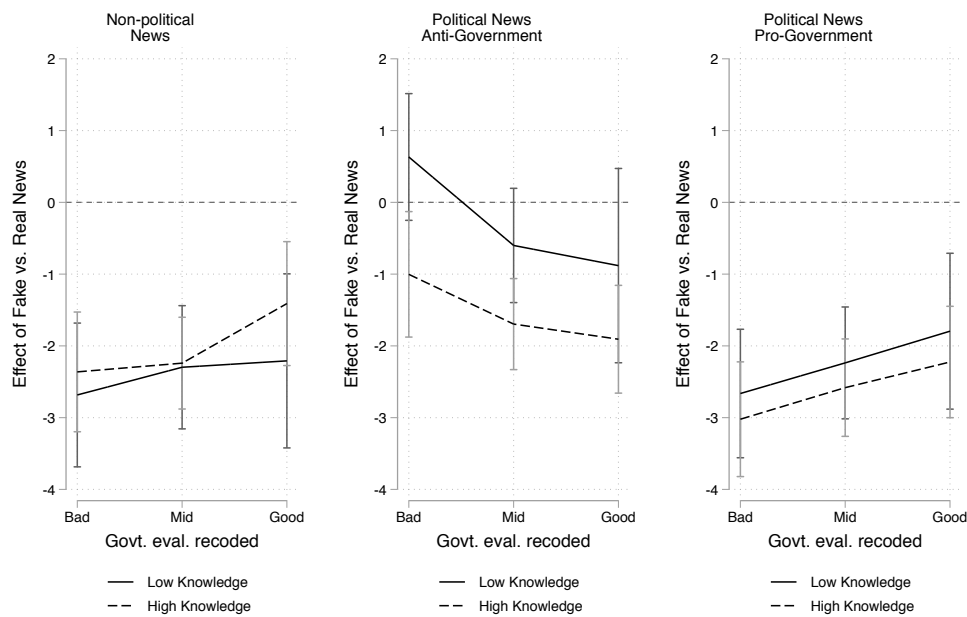 Non-political
News
Effect of Fake vs. Real News
2
1
0
-1
-2
-3
-4
Bad Mid Good
Govt. eval. recoded
Low Knowledge
High Knowledge
Political News
Anti-Government
Effect of Fake vs. Real News
2
1
0
-1
-2
-3
-4
Bad Mid Good
Govt. eval. recoded
Low Knowledge
High Knowledge
Political News
Pro-Government
Effect of Fake vs. Real News
2
1
0
-1
-2
-3
-4
Bad Mid Good
Govt. eval. recoded
Low Knowledge
High Knowledge